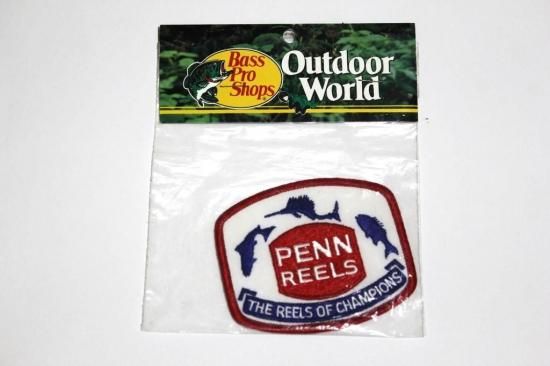 Bass
Pro
Shops
Outdoor
World
PENN
REELS
THE REELS OF CHAMPIONS